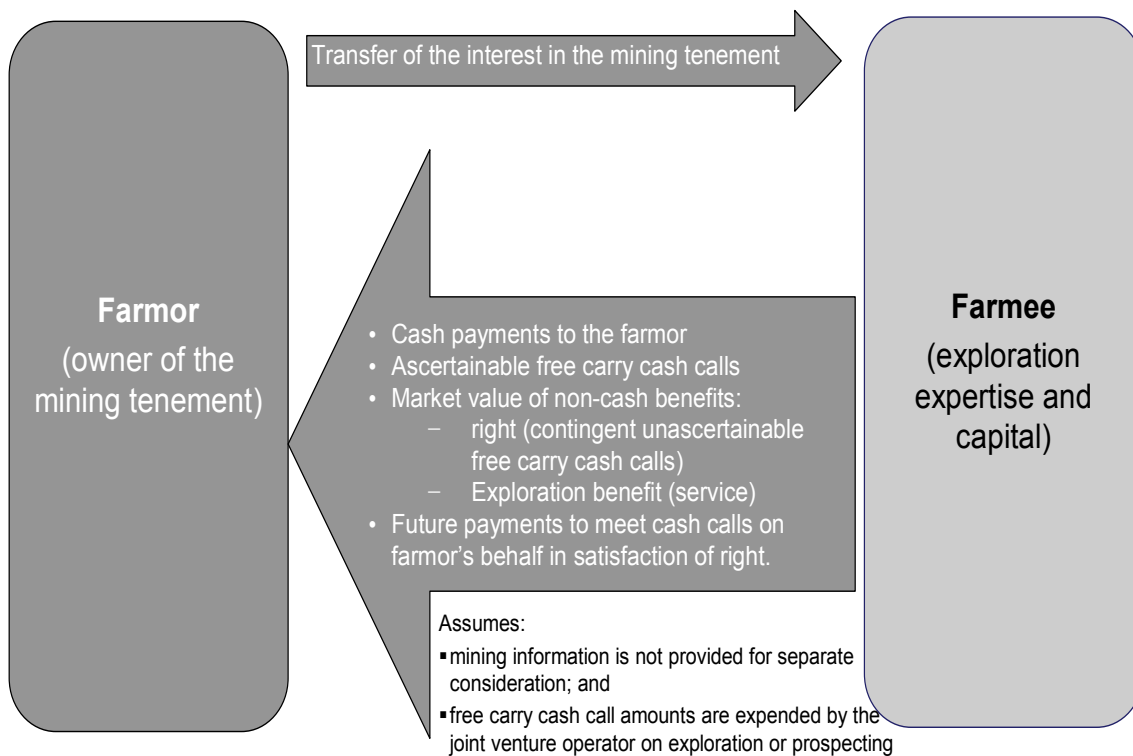 Transfer of the interest in the mining tenement
Farmor
(owner of the
mining tenement)
• Cash payments to the farmor
• Ascertainable free carry cash calls
• Market value of non-cash benefits:
– right (contingent unascertainable
free carry cash calls)
– Exploration benefit (service)
• Future payments to meet cash calls on
farmor’s behalf in satisfaction of right.
Farmee
(exploration
expertise and
capital)
Assumes:
▪mining information is not provided for separate
consideration; and
▪free carry cash call amounts are expended by the
joint venture operator on exploration or prospecting